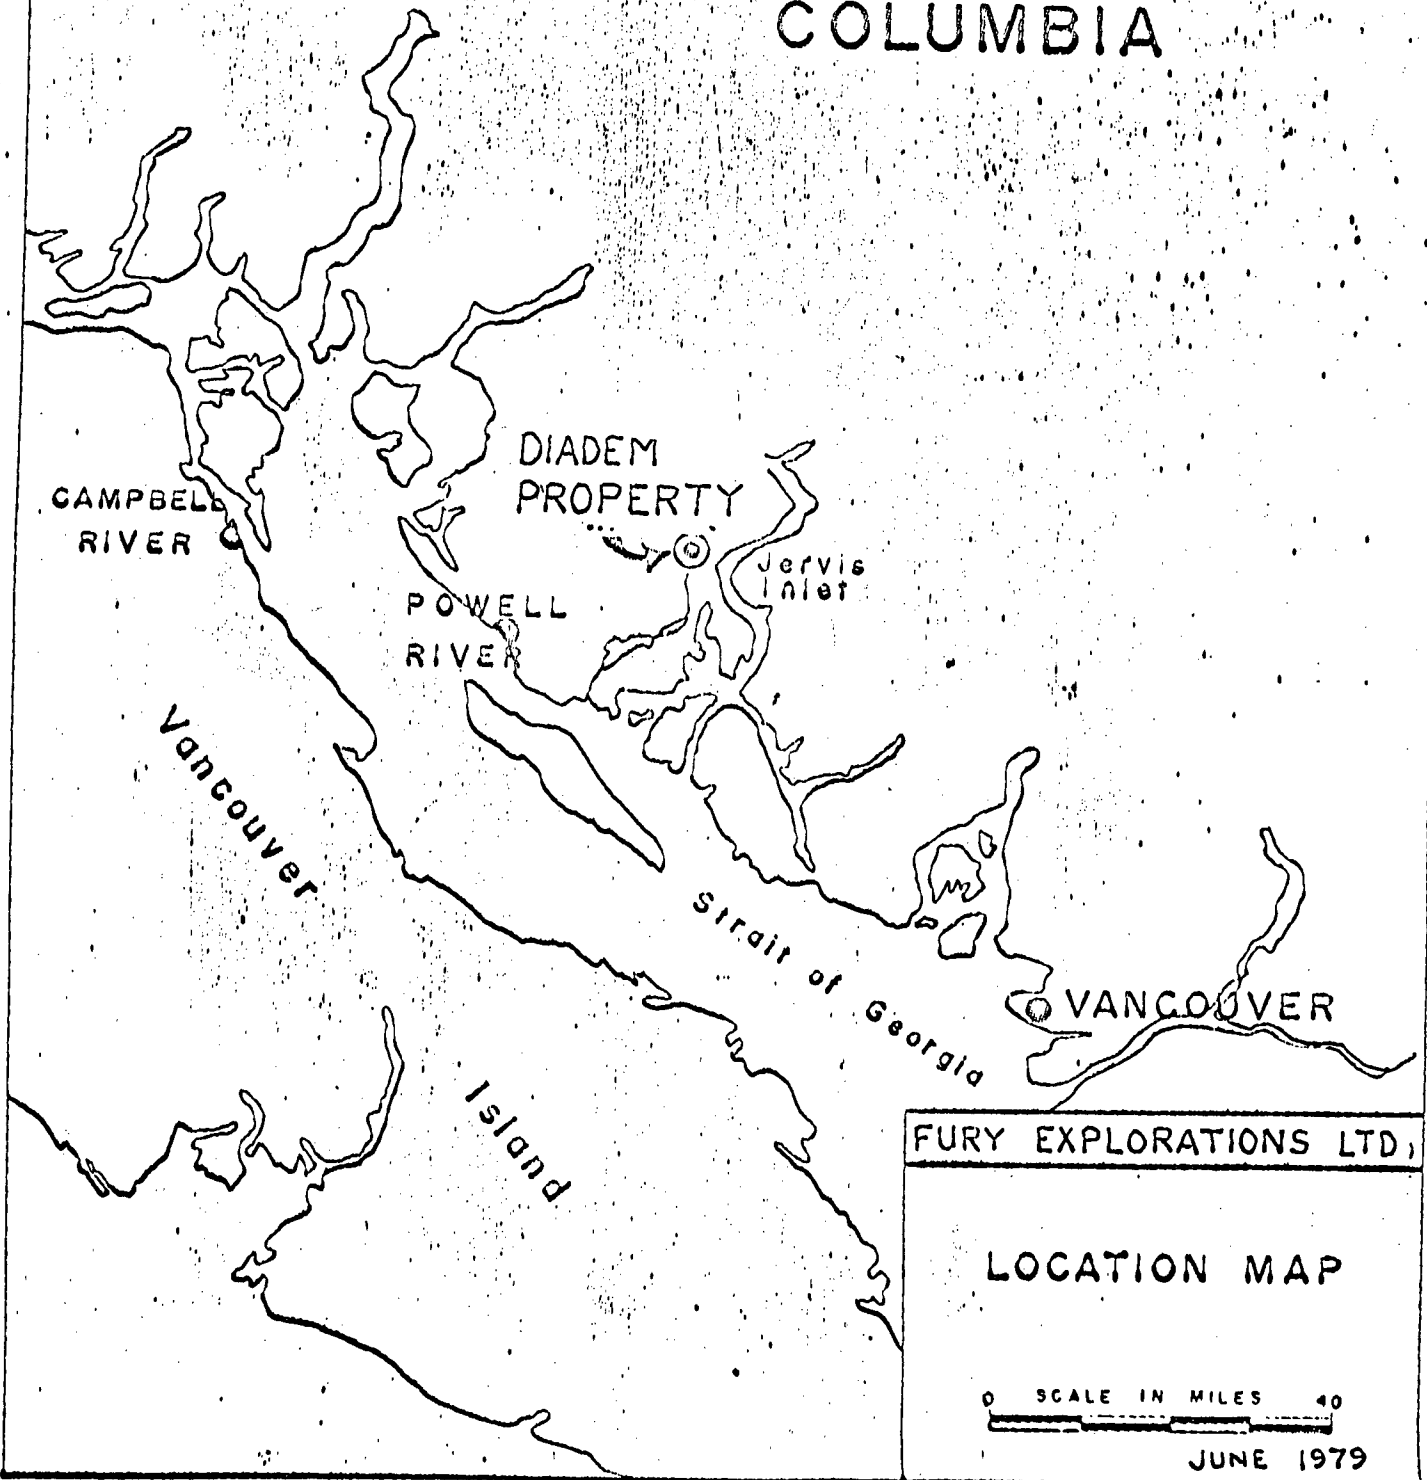 COLUMBIA
DIADEM
PROPERTY
CAMPBELL
RIVER
Jervis
Inlet
POWELL
RIVER
Vancouver
Island
Strait of Georgia
VANCOUVER
FURY EXPLORATIONS LTD.
LOCATION MAP
0 SCALE IN MILES 40
JUNE 1979